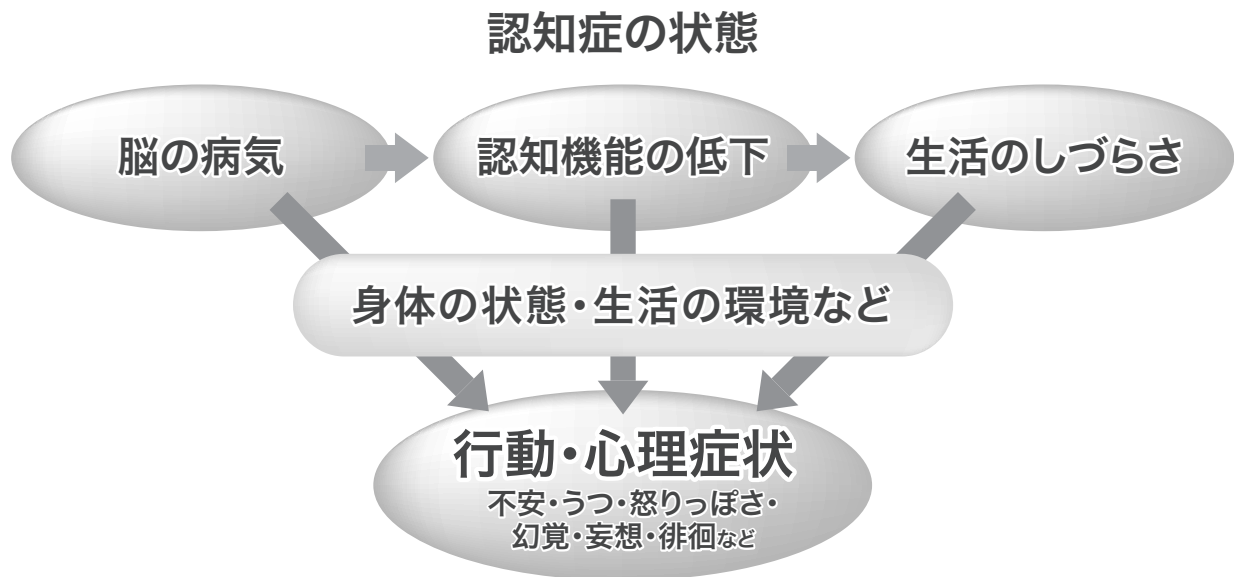 認知症の状態
脳の病気
認知機能の低下
生活のしづらさ
身体の状態・生活の環境など
行動・心理症状
不安・うつ・怒りっぽさ・
幻覚・妄想・徘徊など